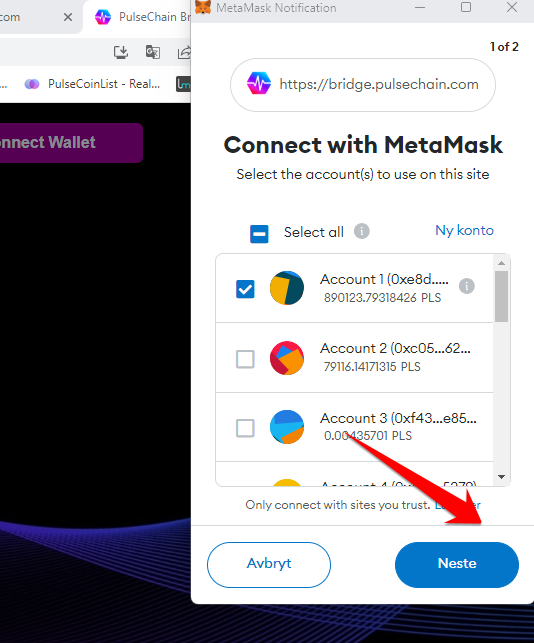 com
PulseChain Br
MetaMask Notification
PulseCoinList - Real...
1 of 2
https://bridge.pulsechain.com
nnect Wallet
Connect with MetaMask
Select the account(s) to use on this site
Select all
Ny konto
Account 1 (0xe8d.....
890123.79318426 PLS
Account 2 (0xc05...62...
79116.14171315 PLS
Account 3 (0xf43...e85...
0.00435701 PLS
Account 4
5279)
Only connect with sites you trust.
Avbryt
Neste